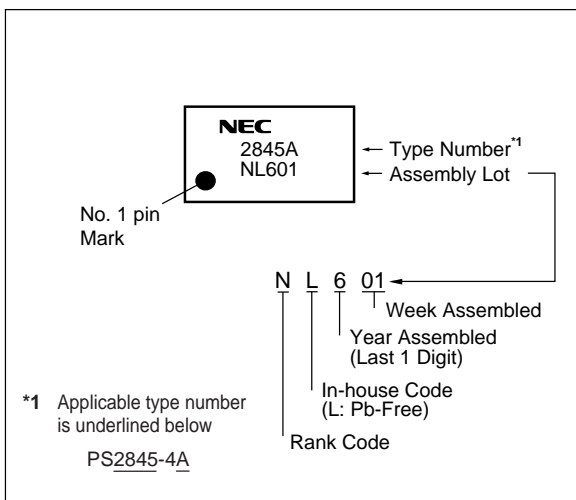 NEC
2845A
NL601
Type Number*1
Assembly Lot
No. 1 pin
Mark
N L 6 01
Week Assembled
Year Assembled
(Last 1 Digit)
In-house Code
(L: Pb-Free)
Rank Code
*1 Applicable type number
is underlined below
PS2845-4A